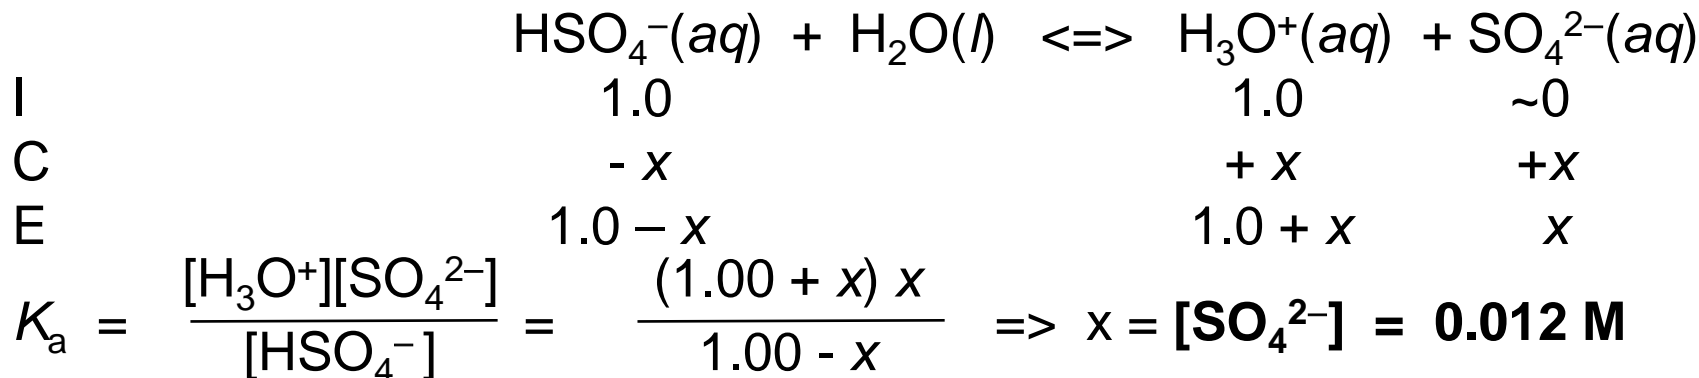 HSO₄⁻(aq) + H₂O(l) <=> H₃O⁺(aq) + SO₄²⁻(aq)
I 1.0 1.0 ~0
C - x + x +x
E 1.0 – x 1.0 + x x
[H₃O⁺][SO₄²⁻] (1.00 + x) x
Kₐ = = => x = [SO₄²⁻] = 0.012 M
[HSO₄⁻ ] 1.00 - x